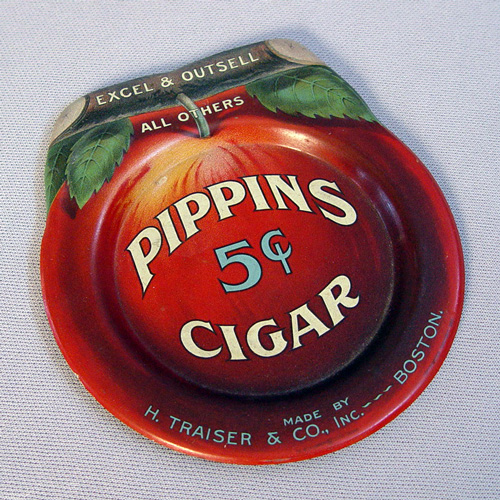 EXCEL & OUTSELL
ALL OTHERS
PIPPINS
5¢
CIGAR
MADE BY
H. TRAISER & CO., INC. --- BOSTON.